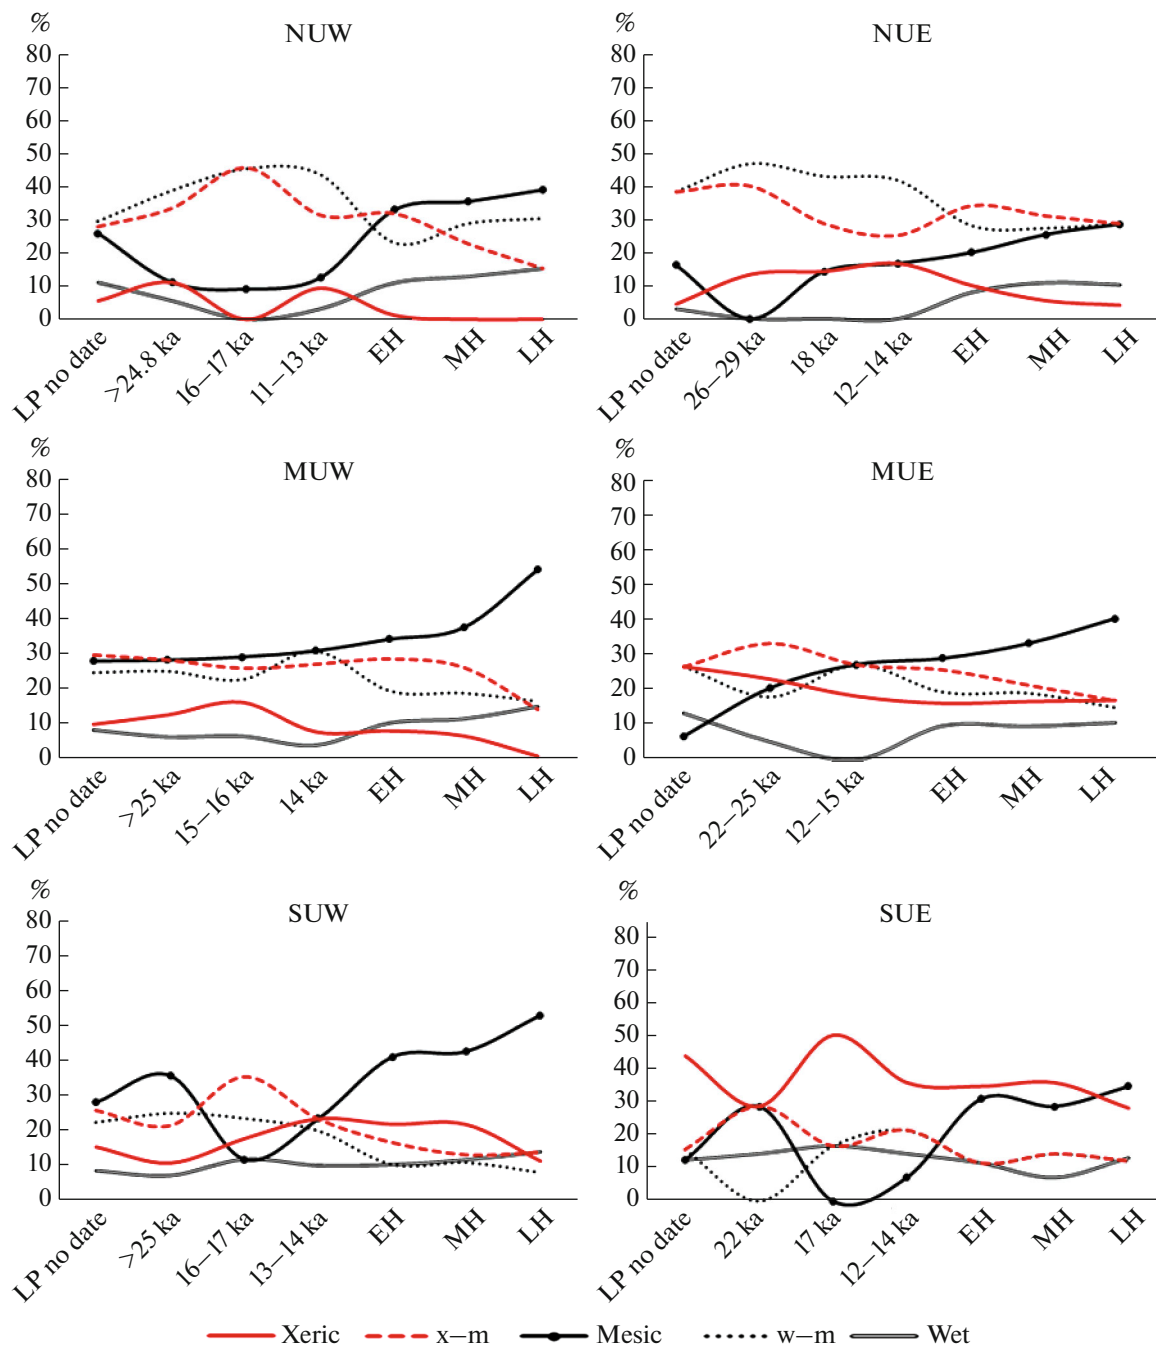 %
NUW
80
70
60
50
40
30
20
10
0
LP no date
>24.8 ka
16–17 ka
11–13 ka
EH
MH
LH
%
NUE
80
70
60
50
40
30
20
10
0
LP no date
26–29 ka
18 ka
12–14 ka
EH
MH
LH
%
MUW
80
70
60
50
40
30
20
10
0
LP no date
>25 ka
15–16 ka
14 ka
EH
MH
LH
%
MUE
80
70
60
50
40
30
20
10
0
LP no date
22–25 ka
12–15 ka
EH
MH
LH
%
SUW
80
70
60
50
40
30
20
10
0
LP no date
>25 ka
16–17 ka
13–14 ka
EH
MH
LH
%
SUE
80
70
60
50
40
30
20
10
0
LP no date
22 ka
17 ka
12–14 ka
EH
MH
LH
Xeric x–m Mesic w–m Wet